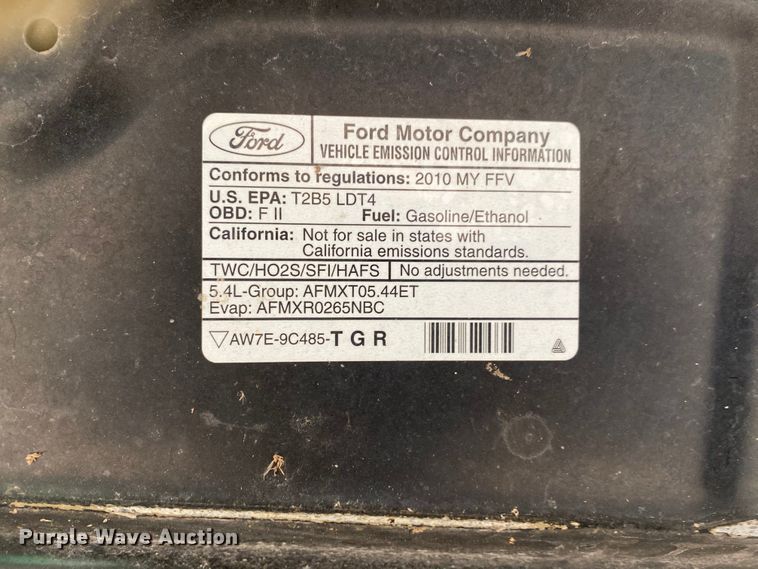 Ford
Ford Motor Company
VEHICLE EMISSION CONTROL INFORMATION
Conforms to regulations: 2010 MY FFV
U.S. EPA: T2B5 LDT4
OBD: F II Fuel: Gasoline/Ethanol
California: Not for sale in states with
California emissions standards.
TWC/HO2S/SFI/HAFS No adjustments needed.
5.4L-Group: AFMXT05.44ET
Evap: AFMXR0265NBC
▽AW7E-9C485-T G R
Purple Wave Auction